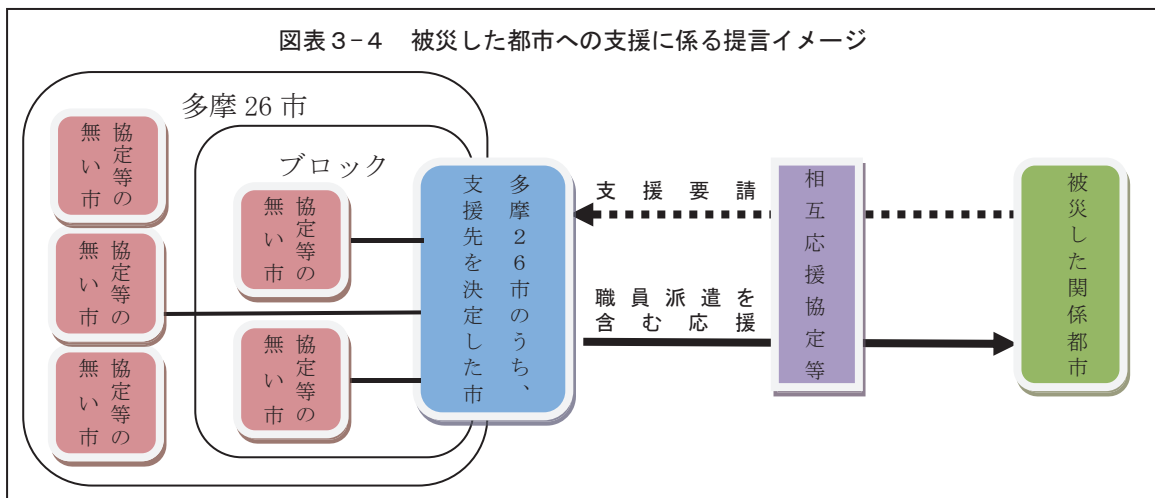 図表３−４　被災した都市への支援に係る提言イメージ
多摩 26 市
ブロック
協定等の
無い市
協定等の
無い市
協定等の
無い市
協定等の
無い市
協定等の
無い市
多摩２６市のうち、
支援先を決定した市
支援要請
職員派遣を
含む応援
相互応援協定等
被災した関係都市